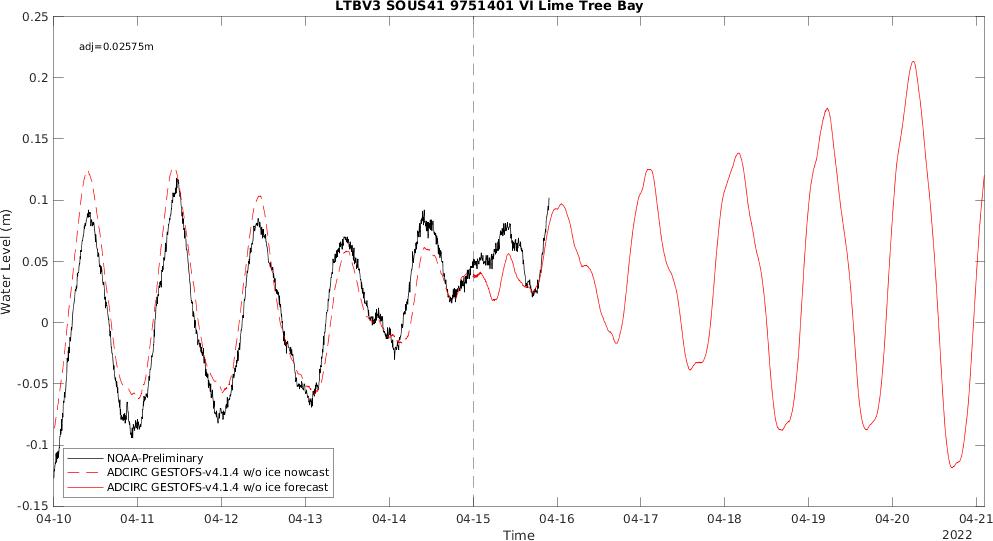 LTBV3 SOUS41 9751401 VI Lime Tree Bay
adj=0.02575m
Water Level (m)
0.25
0.2
0.15
0.1
0.05
0
-0.05
-0.1
-0.15
NOAA-Preliminary
ADCIRC GESTOFS-v4.1.4 w/o ice nowcast
ADCIRC GESTOFS-v4.1.4 w/o ice forecast
04-10 04-11 04-12 04-13 04-14 04-15 04-16 04-17 04-18 04-19 04-20 04-21
Time
2022